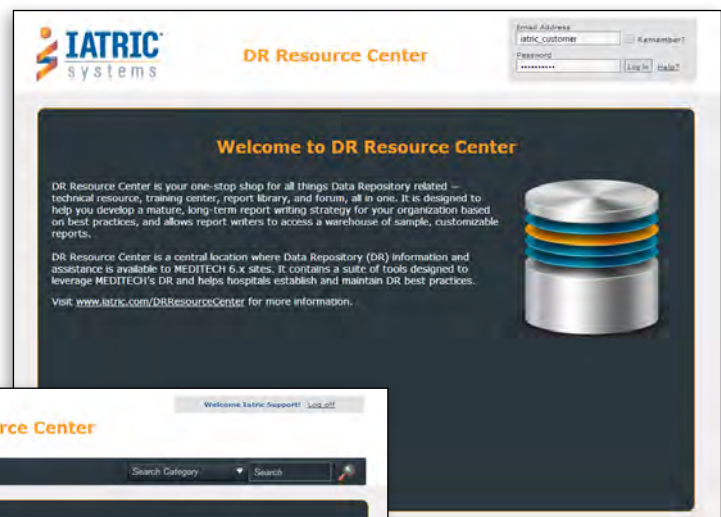 IATRIC
systems
DR Resource Center
Email Address
iatric_customer
Remember?
Password
Log In Help?
Welcome to DR Resource Center
DR Resource Center is your one-stop shop for all things Data Repository related —
technical resource, training center, report library, and forum, all in one. It is designed to
help you develop a mature, long-term report writing strategy for your organization based
on best practices, and allows report writers to access a warehouse of sample, customizable
reports.
DR Resource Center is a central location where Data Repository (DR) information and
assistance is available to MEDITECH 6.x sites. It contains a suite of tools designed to
leverage MEDITECH's DR and helps hospitals establish and maintain DR best practices.
Visit www.iatric.com/DRResourceCenter for more information.
Welcome Iatric Support! Log off
rce Center
Search Category
Search